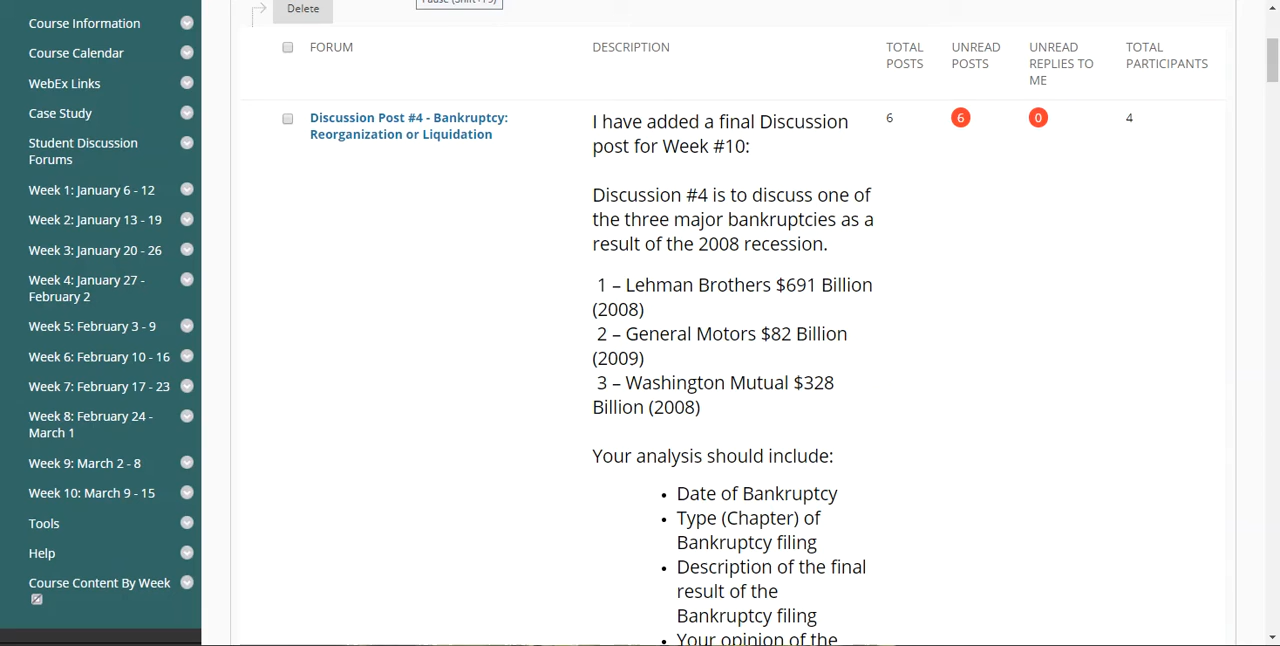 Course Information
Course Calendar
WebEx Links
Case Study
Student Discussion
Forums
Week 1: January 6 - 12
Week 2: January 13 - 19
Week 3: January 20 - 26
Week 4: January 27 -
February 2
Week 5: February 3 - 9
Week 6: February 10 - 16
Week 7: February 17 - 23
Week 8: February 24 -
March 1
Week 9: March 2 - 8
Week 10: March 9 - 15
Tools
Help
Course Content By Week
Delete
FORUM
DESCRIPTION
TOTAL
POSTS
UNREAD
POSTS
UNREAD
REPLIES TO
ME
TOTAL
PARTICIPANTS
Discussion Post #4 - Bankruptcy:
Reorganization or Liquidation
I have added a final Discussion
post for Week #10:
Discussion #4 is to discuss one of
the three major bankruptcies as a
result of the 2008 recession.
1 – Lehman Brothers $691 Billion
(2008)
2 – General Motors $82 Billion
(2009)
3 – Washington Mutual $328
Billion (2008)
Your analysis should include:
• Date of Bankruptcy
• Type (Chapter) of
Bankruptcy filing
• Description of the final
result of the
Bankruptcy filing
• Your opinion of the
6
6
0
4